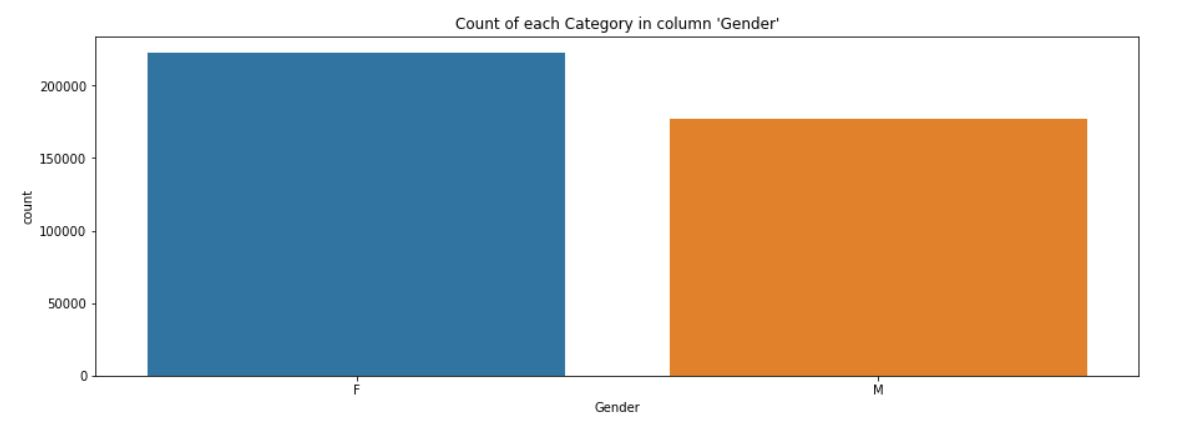 Count of each Category in column 'Gender'
200000
150000
100000
50000
0
count
F
M
Gender